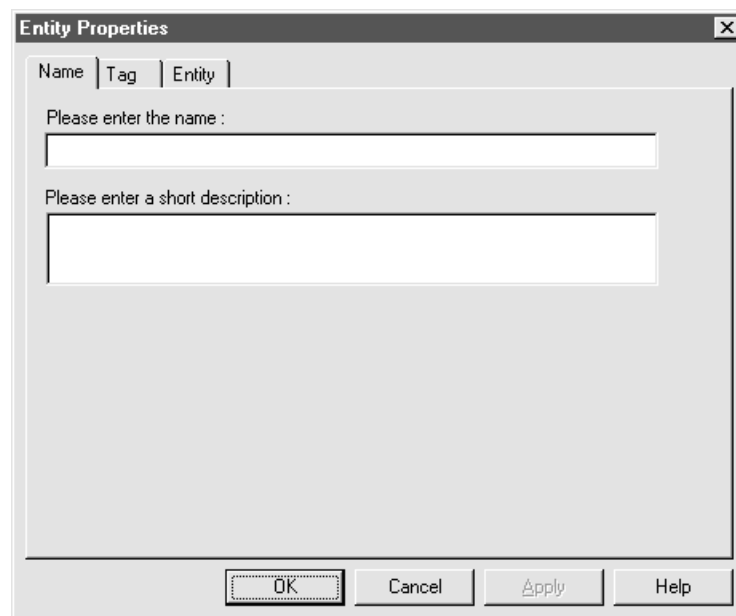 Entity Properties
Name Tag Entity
Please enter the name :
Please enter a short description :
OK Cancel Apply Help